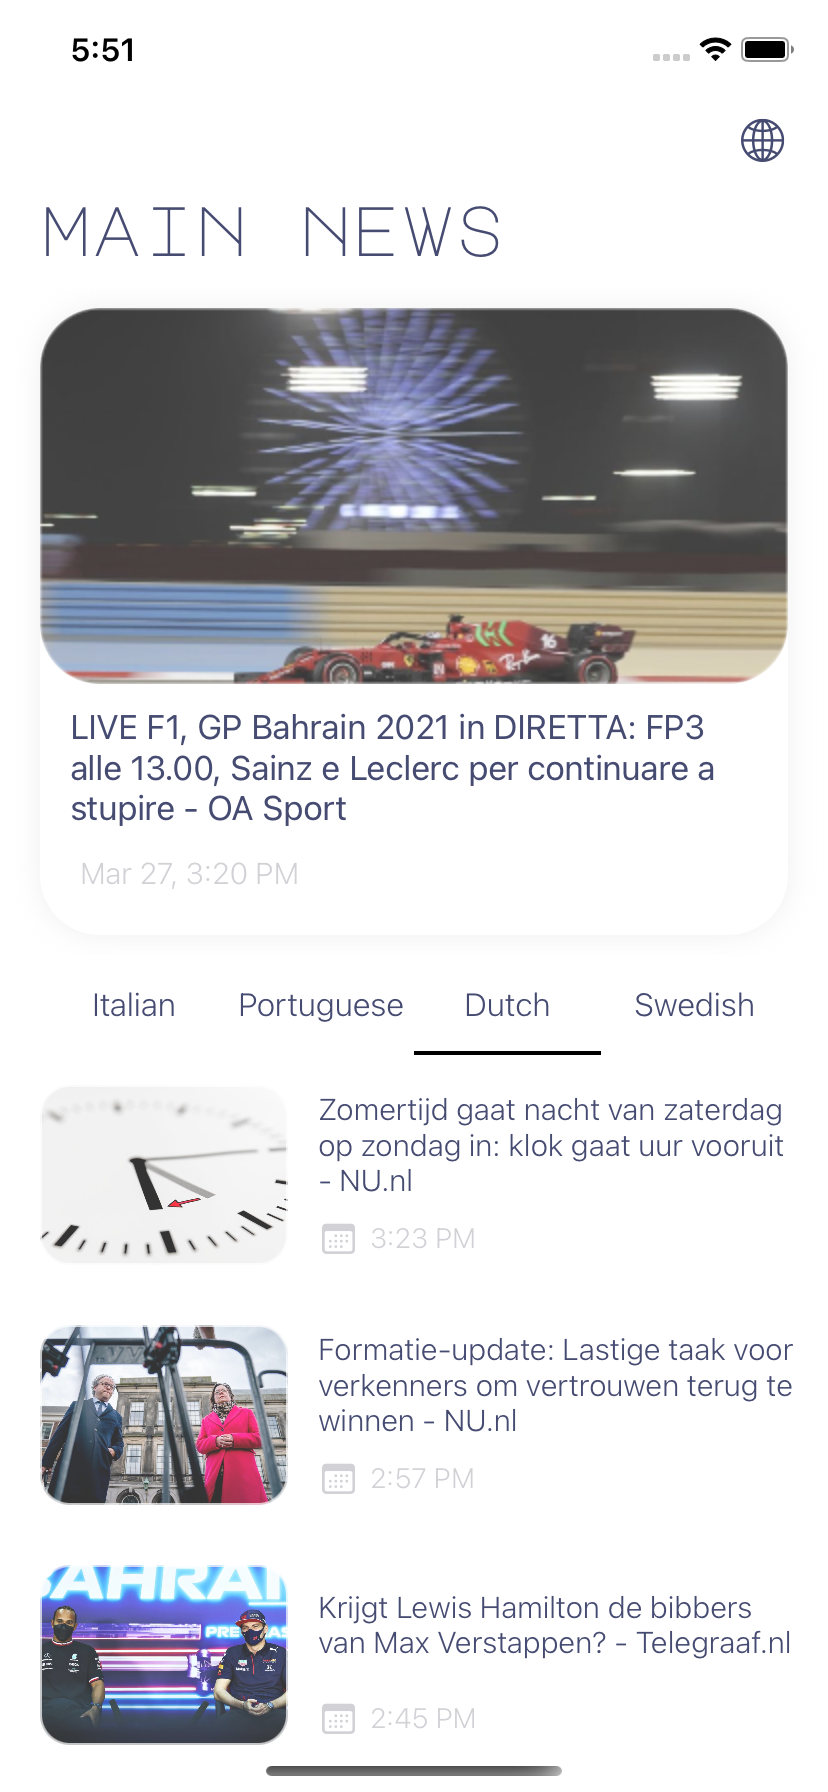 5:51
MAIN NEWS
16
Ray-Ban
LIVE F1, GP Bahrain 2021 in DIRETTA: FP3
alle 13.00, Sainz e Leclerc per continuare a
stupire - OA Sport
Mar 27, 3:20 PM
Italian Portuguese Dutch Swedish
Zomertijd gaat nacht van zaterdag
op zondag in: klok gaat uur vooruit
- NU.nl
3:23 PM
Formatie-update: Lastige taak voor
verkenners om vertrouwen terug te
winnen - NU.nl
2:57 PM
BAHRAI
Krijgt Lewis Hamilton de bibbers
van Max Verstappen? - Telegraaf.nl
2:45 PM